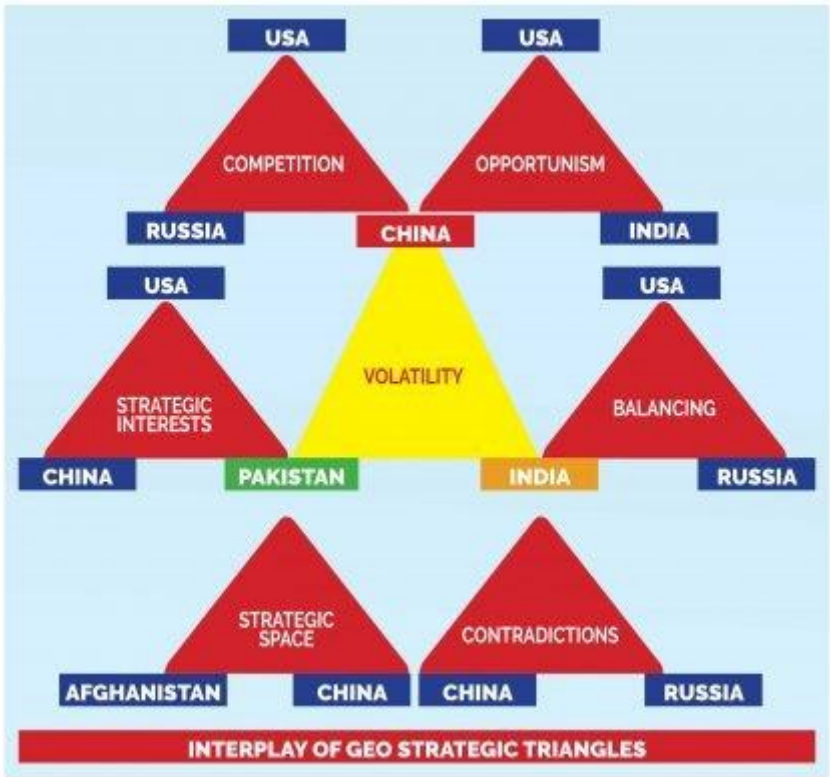 USA
USA
COMPETITION
OPPORTUNISM
RUSSIA
CHINA
INDIA
USA
USA
VOLATILITY
STRATEGIC
INTERESTS
BALANCING
CHINA
PAKISTAN
INDIA
RUSSIA
STRATEGIC
SPACE
CONTRADICTIONS
AFGHANISTAN
CHINA
CHINA
RUSSIA
INTERPLAY OF GEO STRATEGIC TRIANGLES